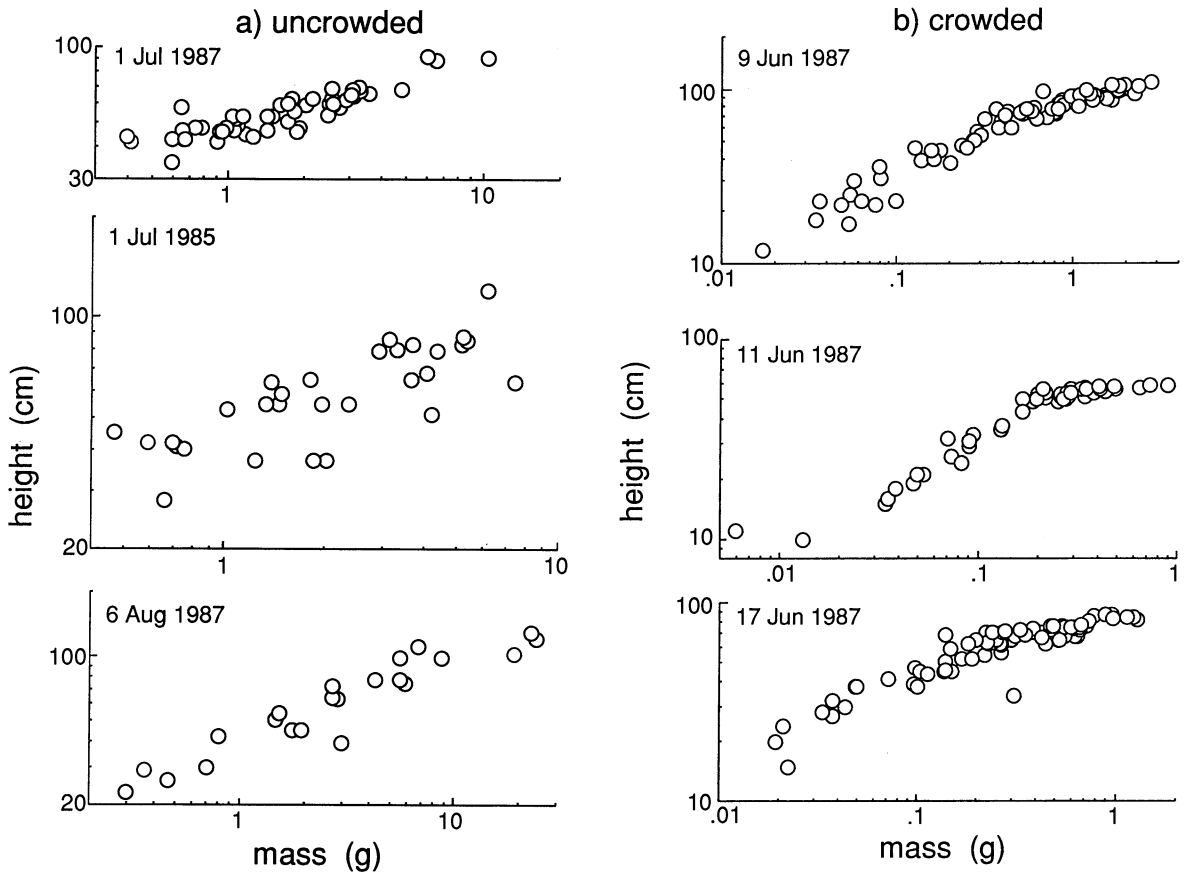 a) uncrowded
100
1 Jul 1987
30
1
10
1 Jul 1985
100
20
1
10
6 Aug 1987
100
20
1
10
height (cm)
mass (g)
b) crowded
9 Jun 1987
100
10
.01
.1
1
100
11 Jun 1987
10
.01
.1
1
100
17 Jun 1987
10
.01
.1
1
height (cm)
mass (g)